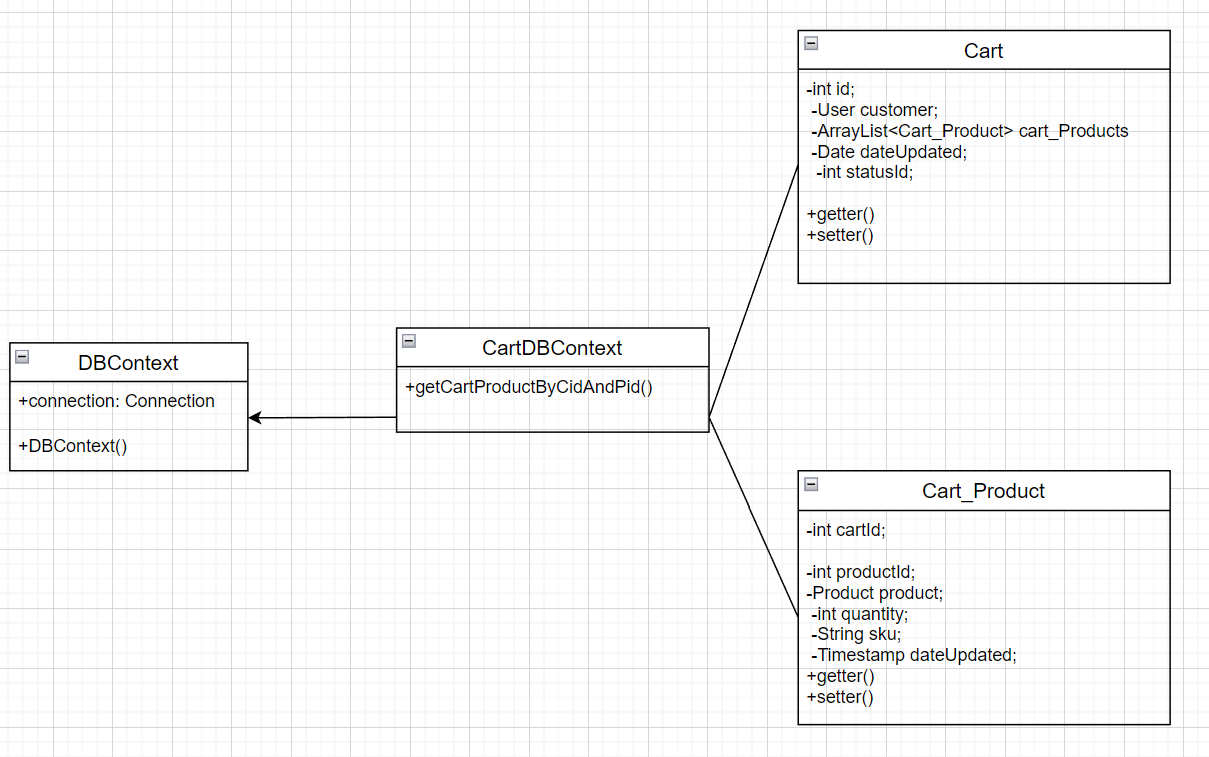 Cart
-int id;
-User customer;
-ArrayList<Cart_Product> cart_Products
-Date dateUpdated;
-int statusId;
+getter()
+setter()
DBContext
+connection: Connection
+DBContext()
CartDBContext
+getCartProductByCidAndPid()
Cart_Product
-int cartId;
-int productId;
-Product product;
-int quantity;
-String sku;
-Timestamp dateUpdated;
+getter()
+setter()